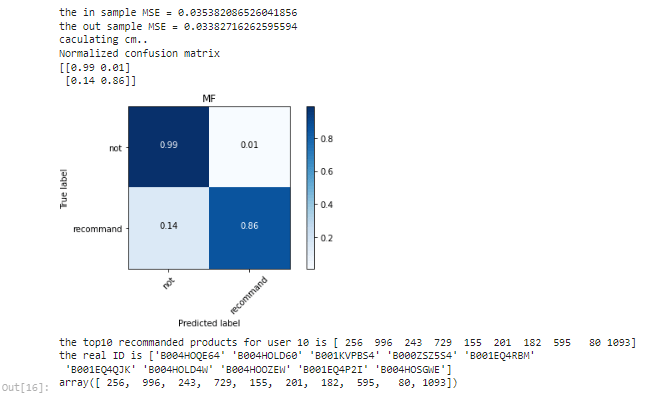 the in sample MSE = 0.035382086526041856
the out sample MSE = 0.03382716262595594
caculating cm..
Normalized confusion matrix
[[0.99 0.01]
[0.14 0.86]]
MF
not
0.99
0.01
recommand
0.14
0.86
True label
not
recommand
Predicted label
0.8
0.6
0.4
0.2
the top10 recommanded products for user 10 is [ 256 996 243 729 155 201 182 595 80 1093]
the real ID is ['B004HOQE64' 'B004HOLD60' 'B001KVPBS4' 'B000ZSZ5S4' 'B001EQ4RBM'
'B001EQ4QJK' 'B004HOLD4W' 'B004HOOZEW' 'B001EQ4P2I' 'B004HOSGWE']
Out[16]: array([ 256, 996, 243, 729, 155, 201, 182, 595, 80, 1093])